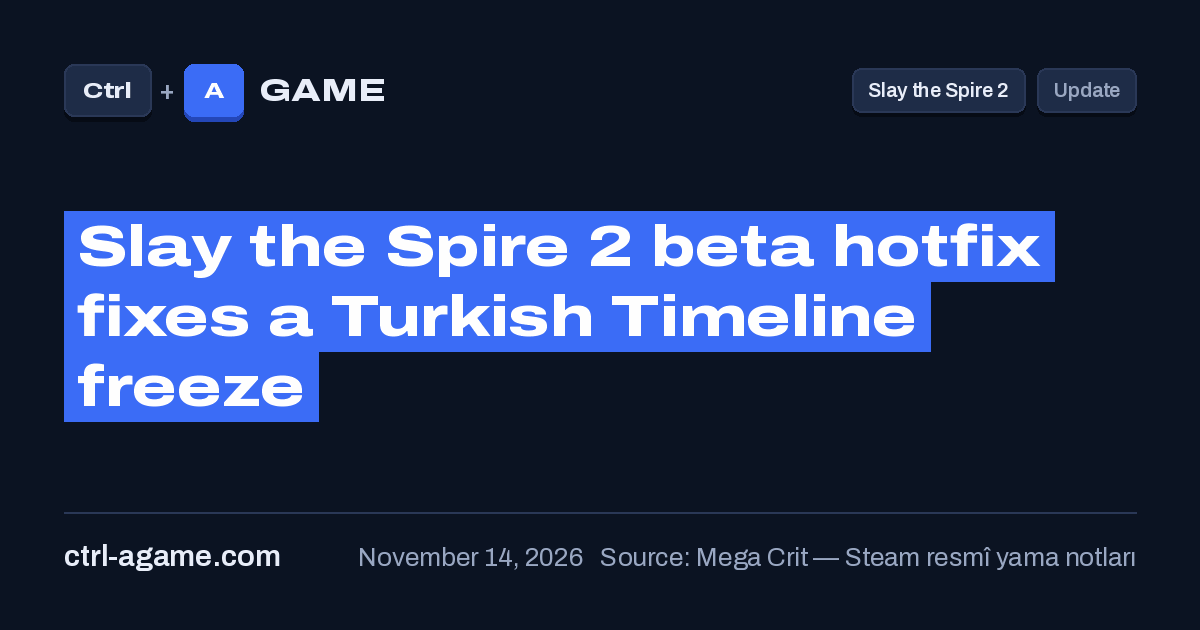 Ctrl + A GAME
Slay the Spire 2 Update
Slay the Spire 2 beta hotfix
fixes a Turkish Timeline
freeze
ctrl-agame.com
November 14, 2026 Source: Mega Crit — Steam resmî yama notları